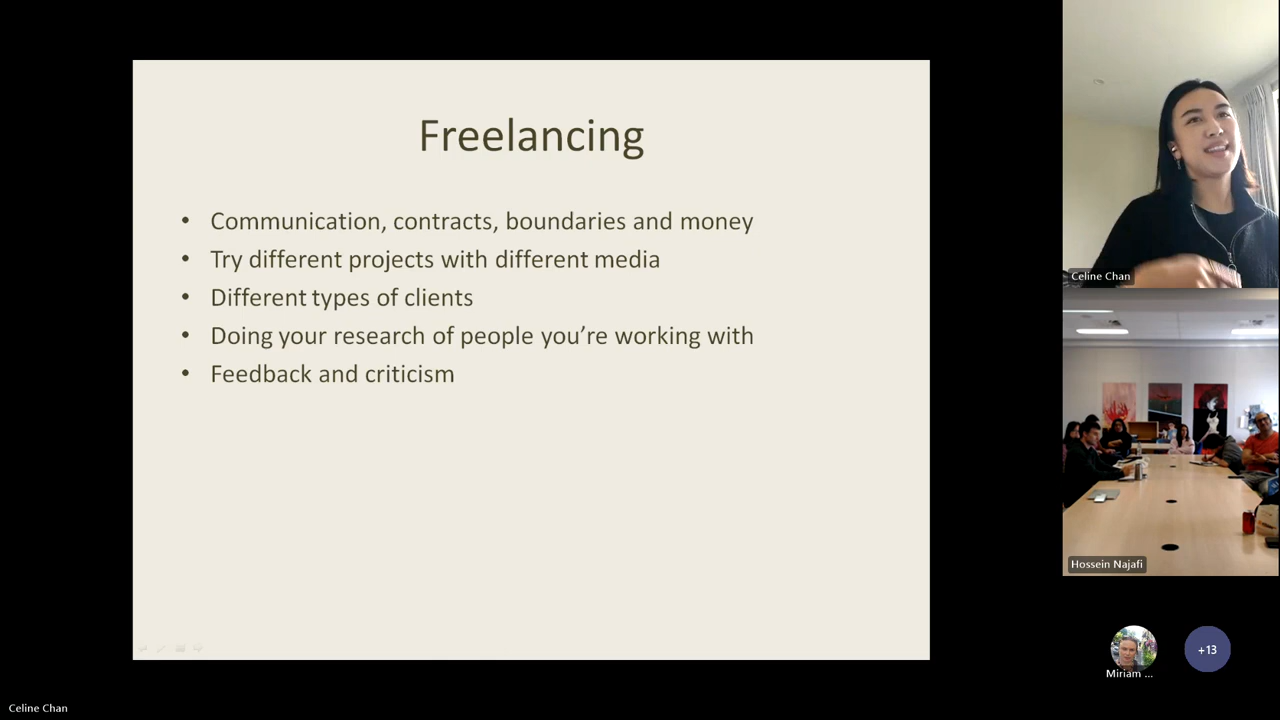 Freelancing
• Communication, contracts, boundaries and money
• Try different projects with different media
• Different types of clients
• Doing your research of people you’re working with
• Feedback and criticism
Celine Chan
Hossein Najafi
Miriam ...
+13
Celine Chan